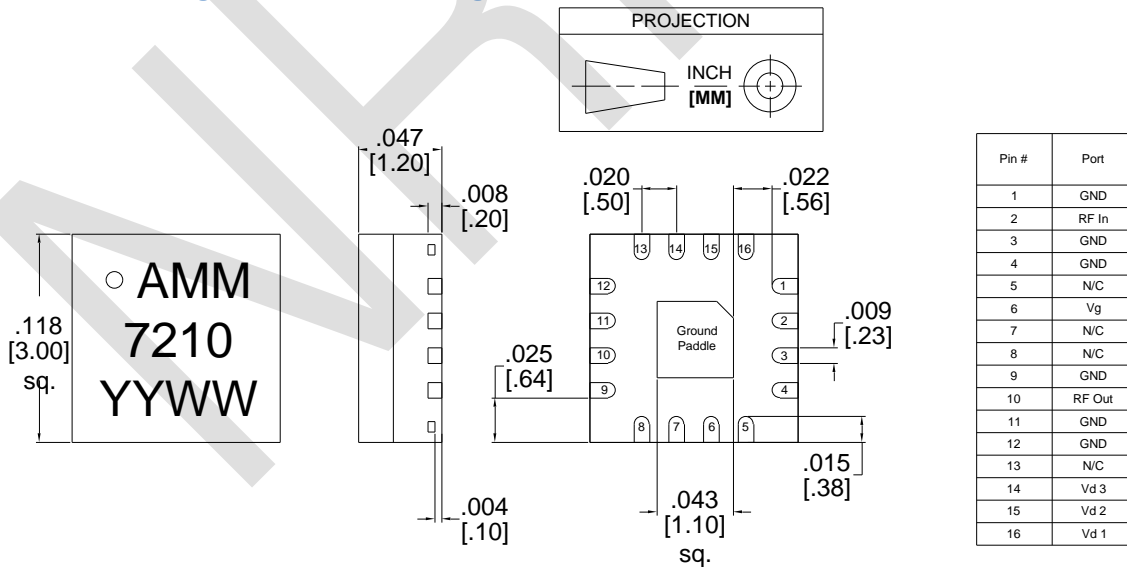 PROJECTION
INCH
[MM]
.047
[1.20]
.008
[.20]
AMM
7210
YYWW
.118
[3.00]
sq.
.004
[.10]
.020
[.50]
.022
[.56]
13 14 15 16
12 1
11 2
10 3
9 4
8 7 6 5
Ground
Paddle
.009
[.23]
.025
[.64]
.015
[.38]
.043
[1.10]
sq.
Pin # Port
1 GND
2 RF In
3 GND
4 GND
5 N/C
6 Vg
7 N/C
8 N/C
9 GND
10 RF Out
11 GND
12 GND
13 N/C
14 Vd 3
15 Vd 2
16 Vd 1